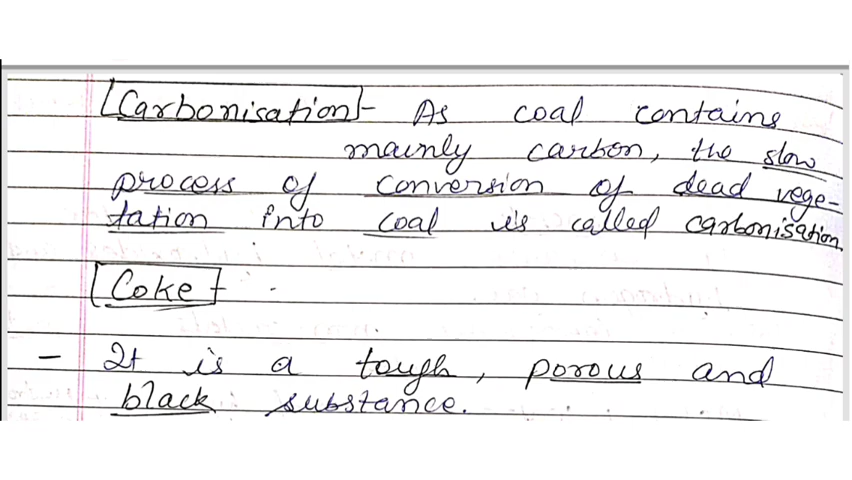 Carbonisation - As coal contains
mainly carbon, the slow
process of conversion of dead vege-
tation into coal is called carbonisation
Coke -
- It is a tough, porous and
black substance.